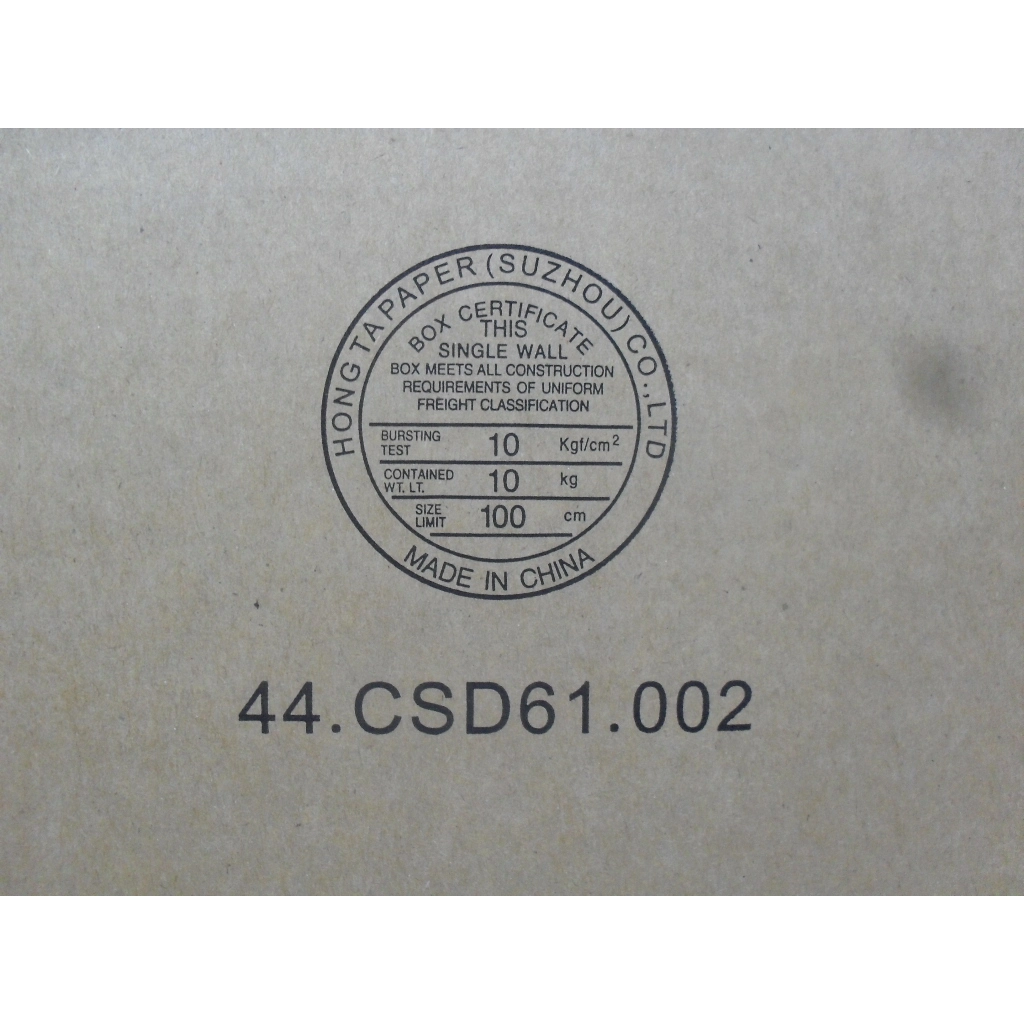 HONG TA PAPER (SUZHOU) CO.,LTD
BOX CERTIFICATE
THIS
SINGLE WALL
BOX MEETS ALL CONSTRUCTION
REQUIREMENTS OF UNIFORM
FREIGHT CLASSIFICATION
BURSTING TEST 10 Kgf/cm²
CONTAINED WT. LT. 10 kg
SIZE LIMIT 100 cm
MADE IN CHINA
44.CSD61.002